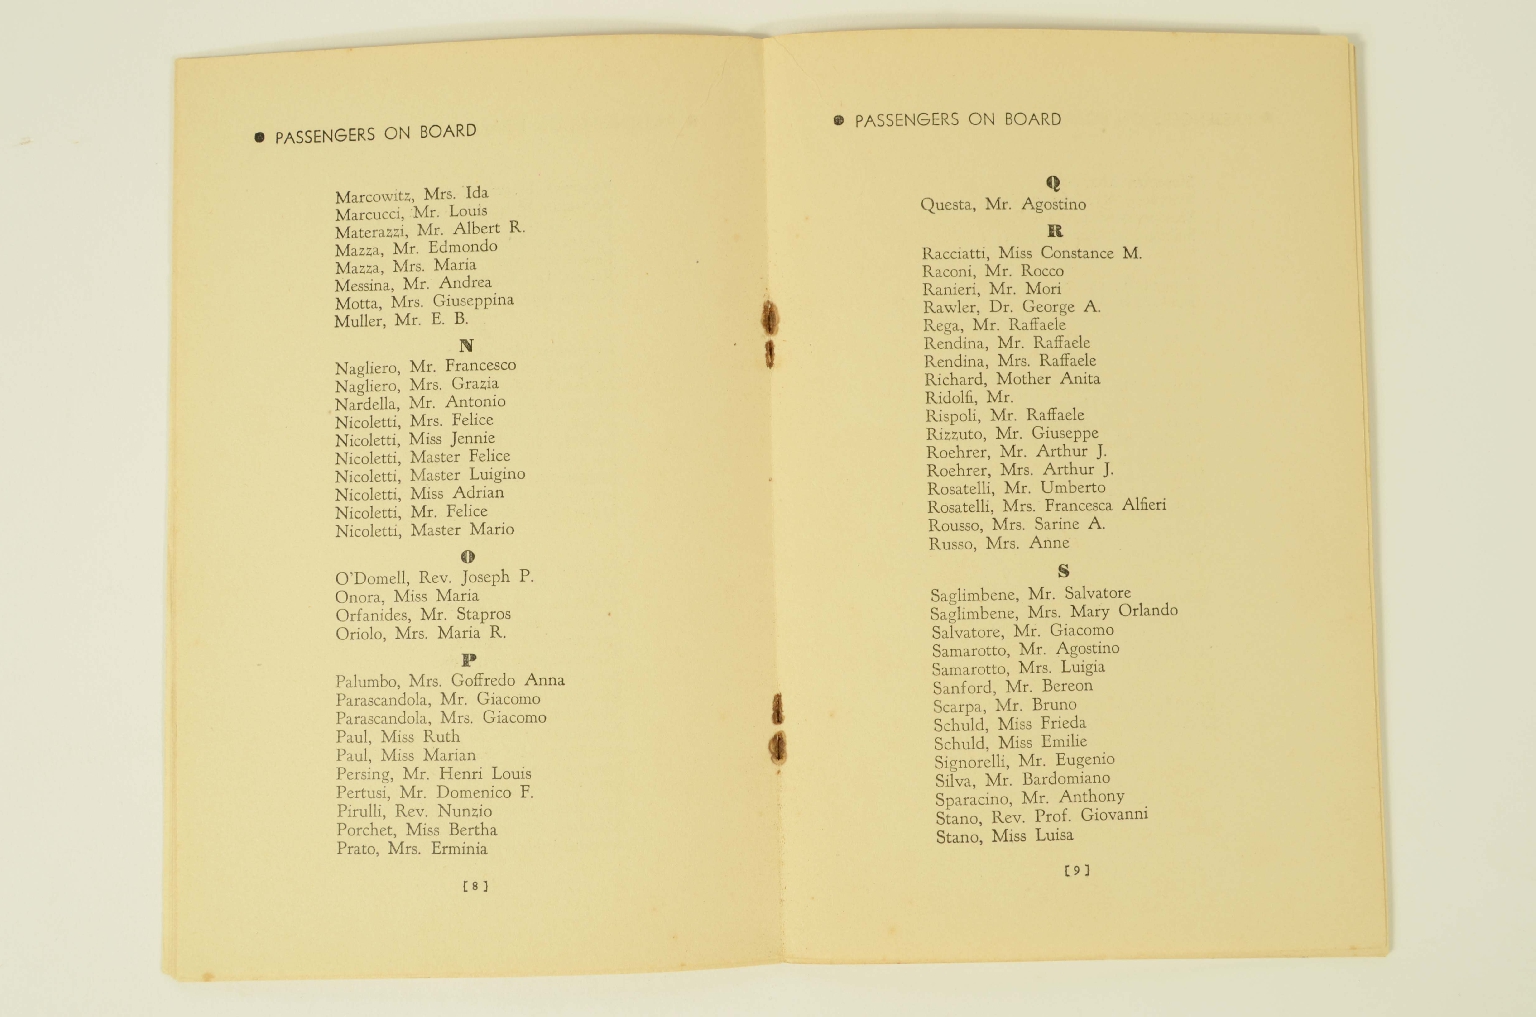 ● PASSENGERS ON BOARD
Marcowitz, Mrs. Ida
Marcucci, Mr. Louis
Materazzi, Mr. Albert R.
Mazza, Mr. Edmondo
Mazza, Mrs. Maria
Messina, Mr. Andrea
Motta, Mrs. Giuseppina
Muller, Mr. E. B.
N
Nagliero, Mr. Francesco
Nagliero, Mrs. Grazia
Nardella, Mr. Antonio
Nicoletti, Mrs. Felice
Nicoletti, Miss Jennie
Nicoletti, Master Felice
Nicoletti, Master Luigino
Nicoletti, Miss Adrian
Nicoletti, Mr. Felice
Nicoletti, Master Mario
O
O'Domell, Rev. Joseph P.
Onora, Miss Maria
Orfanides, Mr. Stapros
Oriolo, Mrs. Maria R.
P
Palumbo, Mrs. Goffredo Anna
Parascandola, Mr. Giacomo
Parascandola, Mrs. Giacomo
Paul, Miss Ruth
Paul, Miss Marian
Persing, Mr. Henri Louis
Pertusi, Mr. Domenico F.
Pirulli, Rev. Nunzio
Porchet, Miss Bertha
Prato, Mrs. Erminia
[8]
● PASSENGERS ON BOARD
Q
Questa, Mr. Agostino
R
Racciatti, Miss Constance M.
Raconi, Mr. Rocco
Ranieri, Mr. Mori
Rawler, Dr. George A.
Rega, Mr. Raffaele
Rendina, Mr. Raffaele
Rendina, Mrs. Raffaele
Richard, Mother Anita
Ridolfi, Mr.
Rispoli, Mr. Raffaele
Rizzuto, Mr. Giuseppe
Roehrer, Mr. Arthur J.
Roehrer, Mrs. Arthur J.
Rosatelli, Mr. Umberto
Rosatelli, Mrs. Francesca Alfieri
Rousso, Mrs. Sarine A.
Russo, Mrs. Anne
S
Saglimbene, Mr. Salvatore
Saglimbene, Mrs. Mary Orlando
Salvatore, Mr. Giacomo
Samarotto, Mr. Agostino
Samarotto, Mrs. Luigia
Sanford, Mr. Bereon
Scarpa, Mr. Bruno
Schuld, Miss Frieda
Schuld, Miss Emilie
Signorelli, Mr. Eugenio
Silva, Mr. Bardomiano
Sparacino, Mr. Anthony
Stano, Rev. Prof. Giovanni
Stano, Miss Luisa
[9]